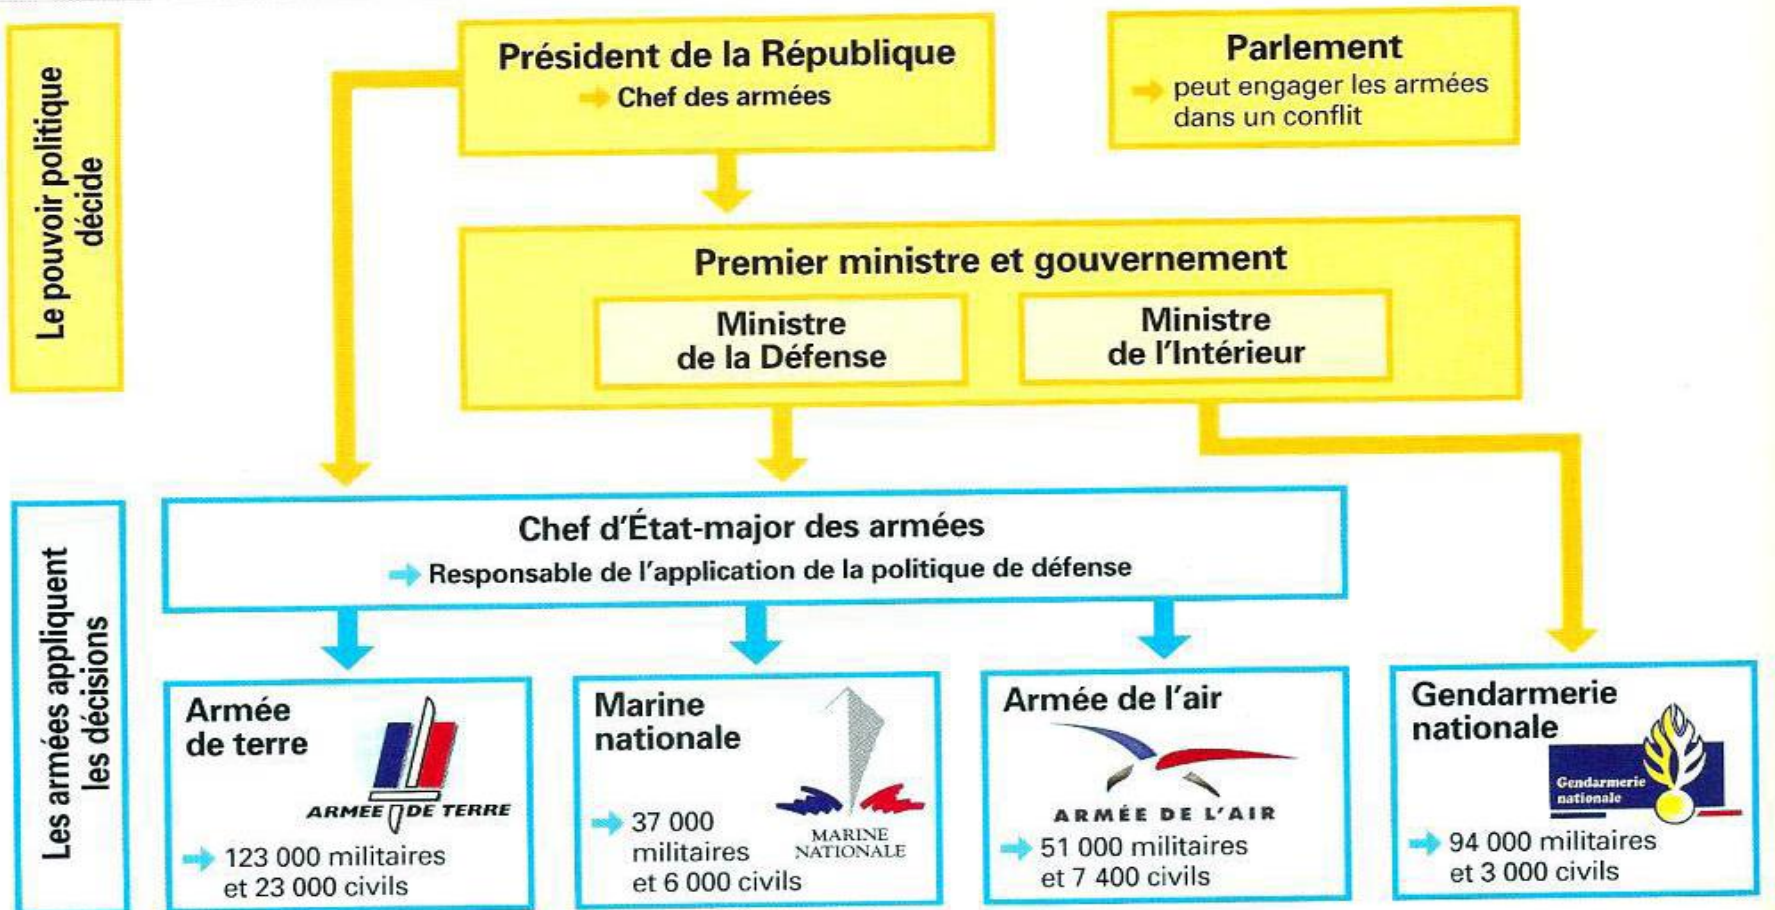 Le pouvoir politique
décide
Président de la République
Chef des armées
Parlement
peut engager les armées
dans un conflit
Premier ministre et gouvernement
Ministre
de la Défense
Ministre
de l'Intérieur
Les armées appliquent
les décisions
Chef d'État-major des armées
Responsable de l'application de la politique de défense
Armée
de terre
ARMEE DE TERRE
123 000 militaires
et 23 000 civils
Marine
nationale
MARINE
NATIONALE
37 000
militaires
et 6 000 civils
Armée de l'air
ARMÉE DE L'AIR
51 000 militaires
et 7 400 civils
Gendarmerie
nationale
Gendarmerie
nationale
94 000 militaires
et 3 000 civils